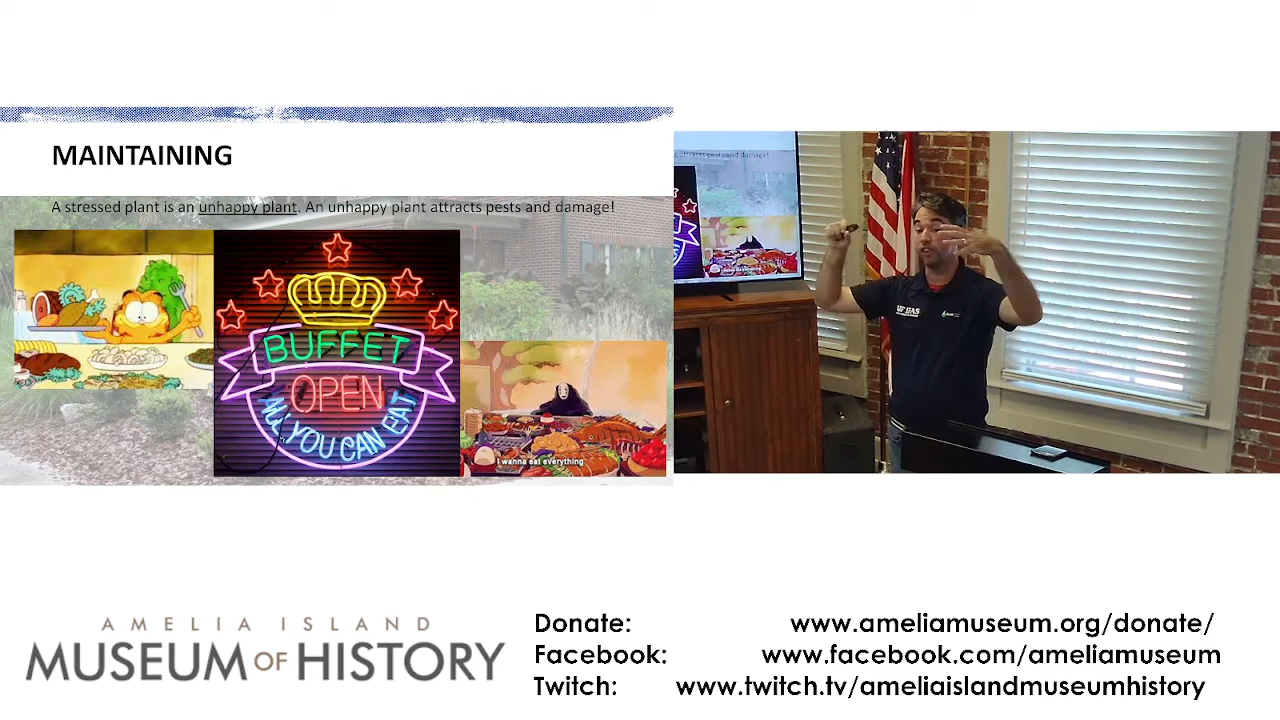 MAINTAINING
A stressed plant is an unhappy plant. An unhappy plant attracts pests and damage!
BUFFET
OPEN
ALL YOU CAN EAT
I wanna eat everything
UF IFAS
AMELIA ISLAND
MUSEUM OF HISTORY
Donate: www.ameliamuseum.org/donate/
Facebook: www.facebook.com/ameliamuseum
Twitch: www.twitch.tv/ameliaislandmuseumhistory